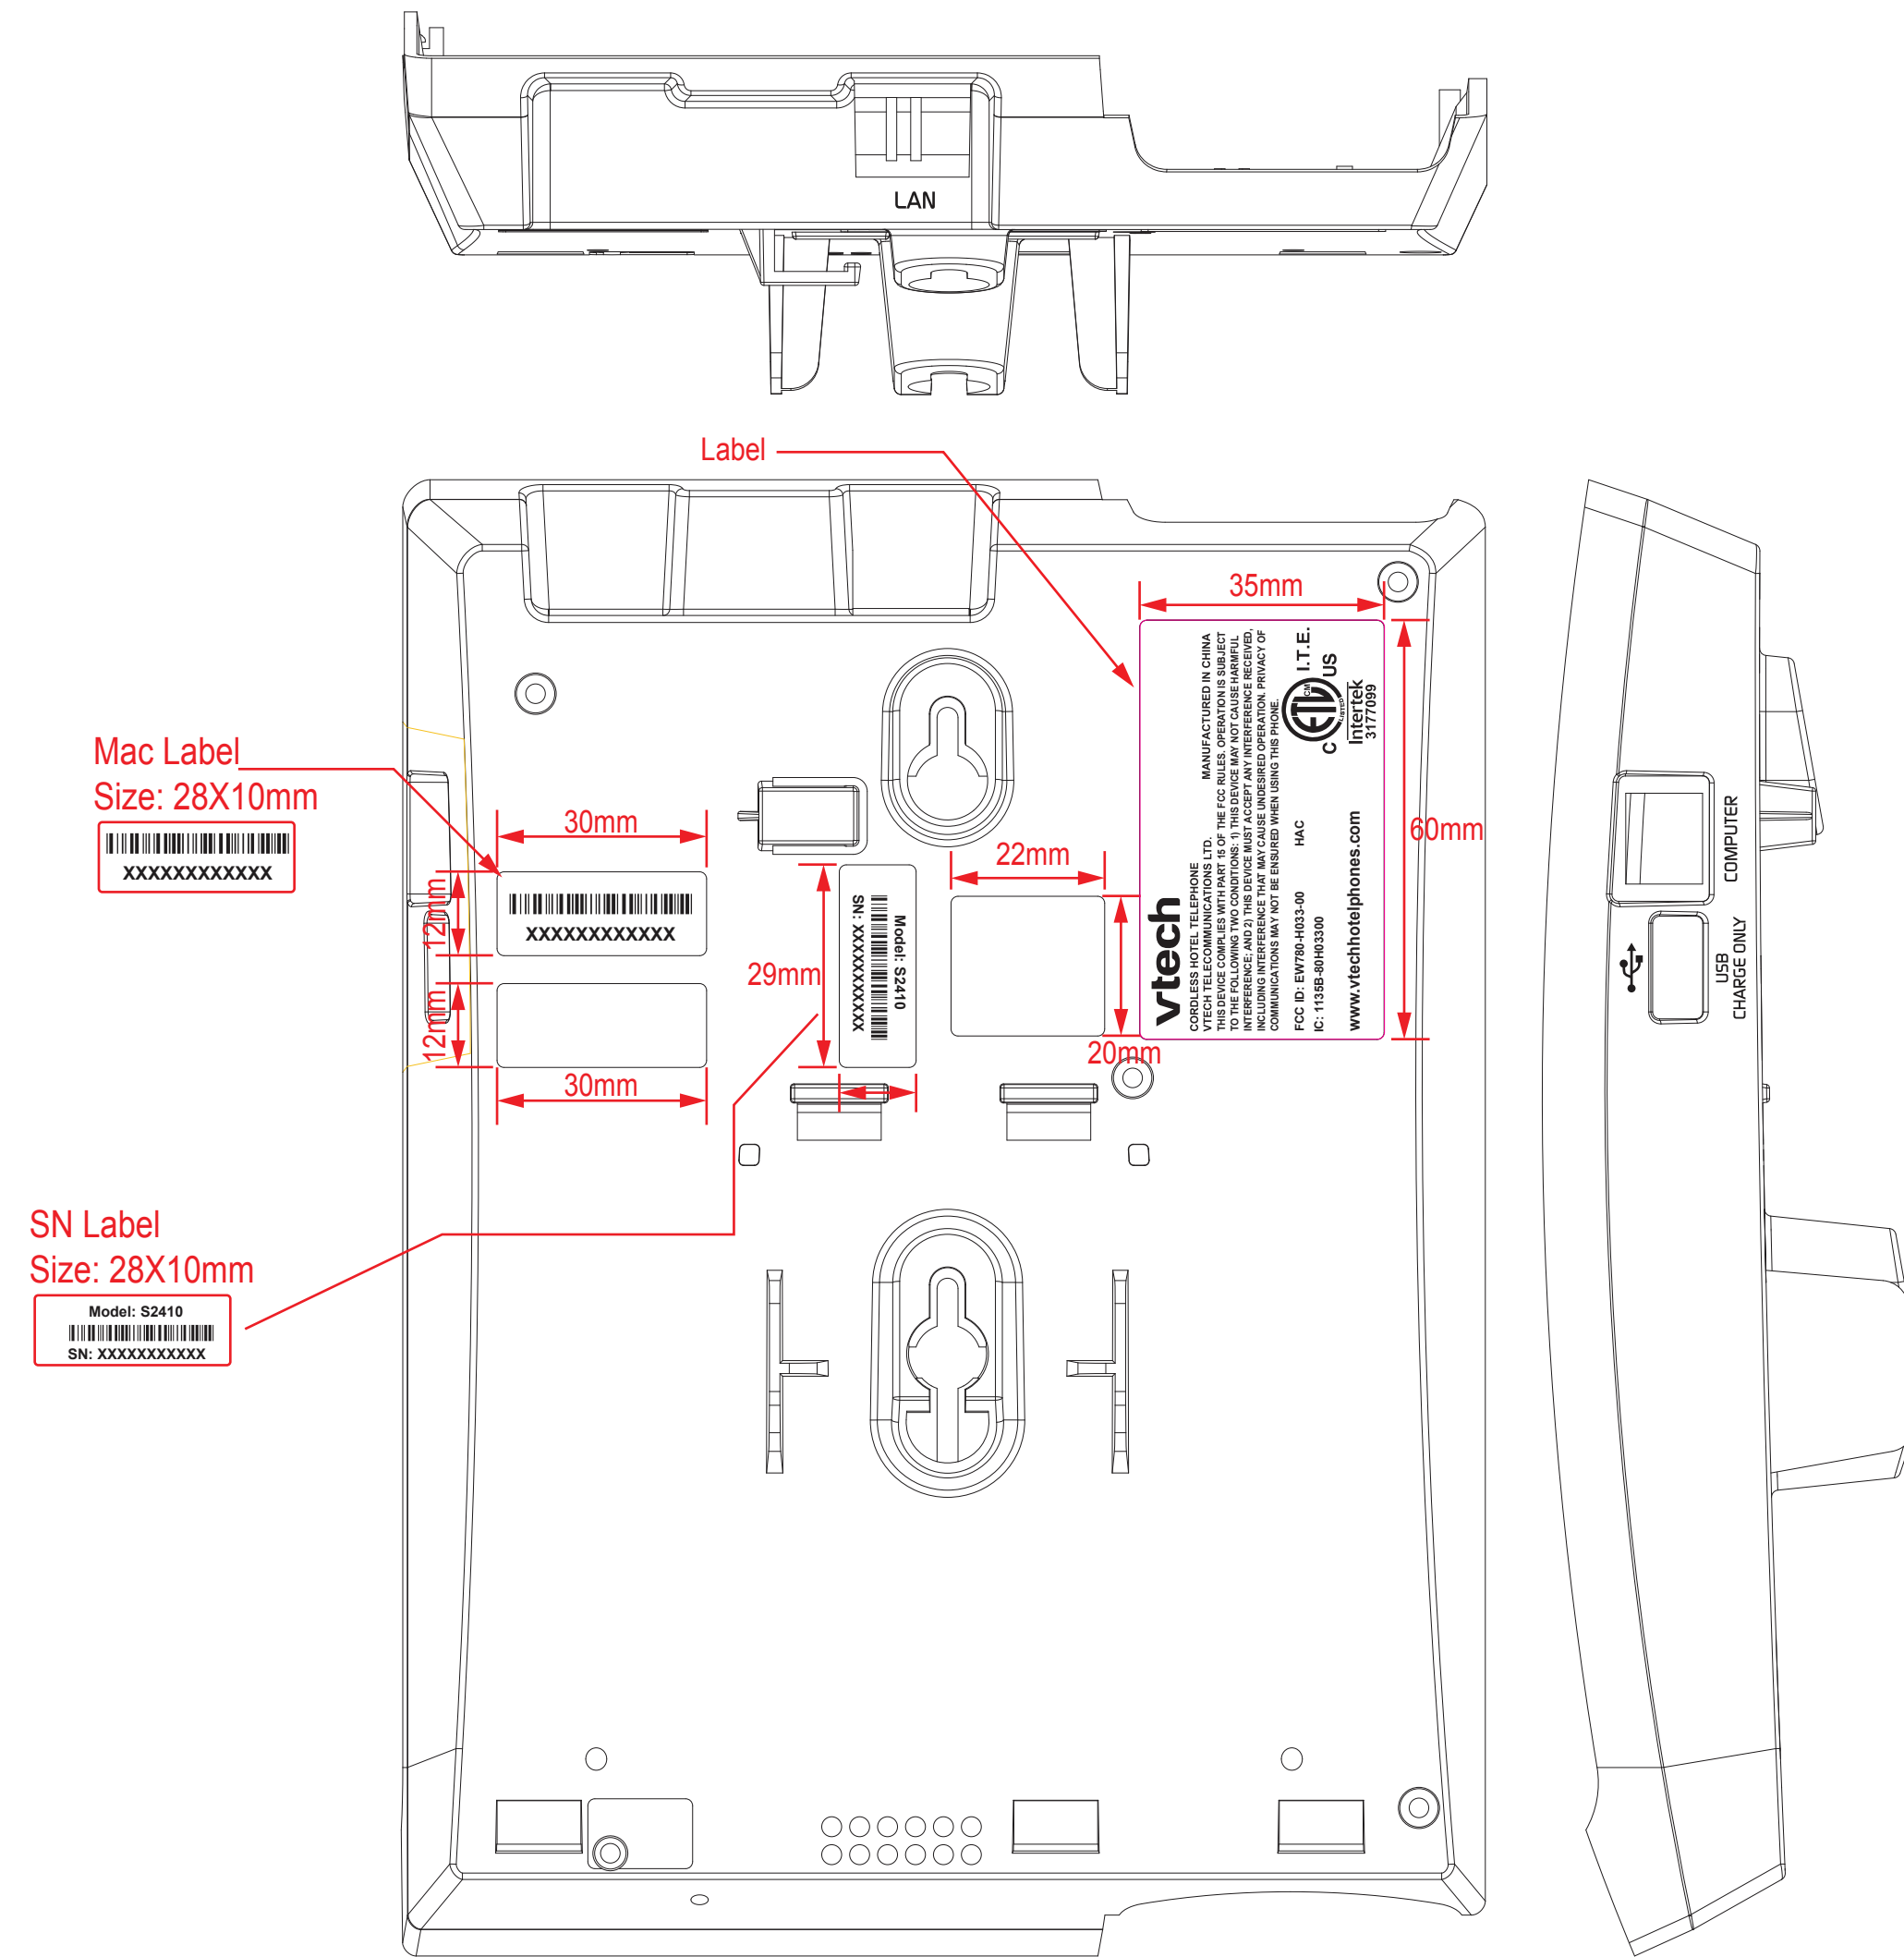 LAN
Label
35mm
Mac Label
Size: 28X10mm
XXXXXXXXXXXX
30mm
12mm
XXXXXXXXXXXX
12mm
30mm
29mm
Model: S2410
SN: XXXXXXXXXXX
22mm
20mm
60mm
vtech
CORDLESS HOTEL TELEPHONE
VTECH TELECOMMUNICATIONS LTD. MANUFACTURED IN CHINA
THIS DEVICE COMPLIES WITH PART 15 OF THE FCC RULES. OPERATION IS SUBJECT
TO THE FOLLOWING TWO CONDITIONS: 1) THIS DEVICE MAY NOT CAUSE HARMFUL
INTERFERENCE; AND 2) THIS DEVICE MUST ACCEPT ANY INTERFERENCE RECEIVED,
INCLUDING INTERFERENCE THAT MAY CAUSE UNDESIRED OPERATION. PRIVACY OF
COMMUNICATIONS MAY NOT BE ENSURED WHEN USING THIS PHONE.
FCC ID: EW780-H033-00 HAC
IC: 1135B-80H03300
www.vtechhotelphones.com
C ETL CM LISTED US
I.T.E.
Intertek
3177099
COMPUTER
USB
CHARGE ONLY
SN Label
Size: 28X10mm
Model: S2410
SN: XXXXXXXXXXX